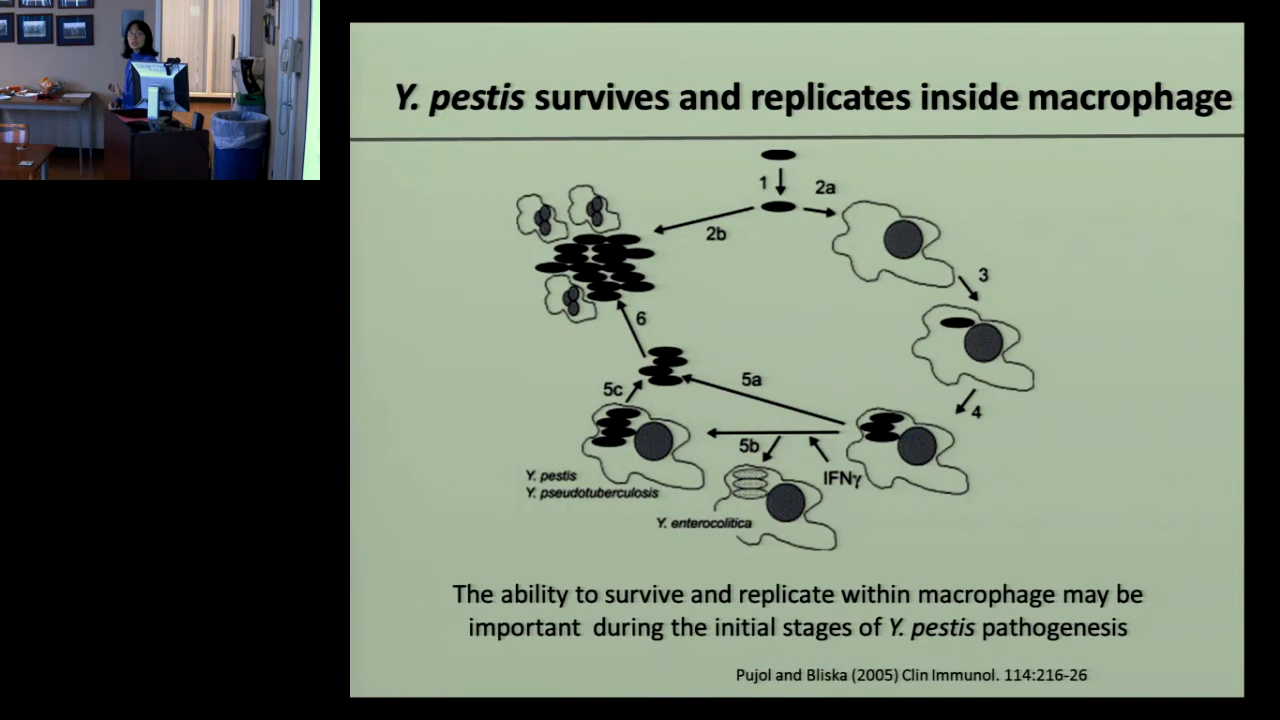 Y. pestis survives and replicates inside macrophage
1
2a
2b
3
6
5a
5c
4
5b
IFNγ
Y. pestis
Y. pseudotuberculosis
Y. enterocolitica
The ability to survive and replicate within macrophage may be
important during the initial stages of Y. pestis pathogenesis
Pujol and Bliska (2005) Clin Immunol. 114:216-26